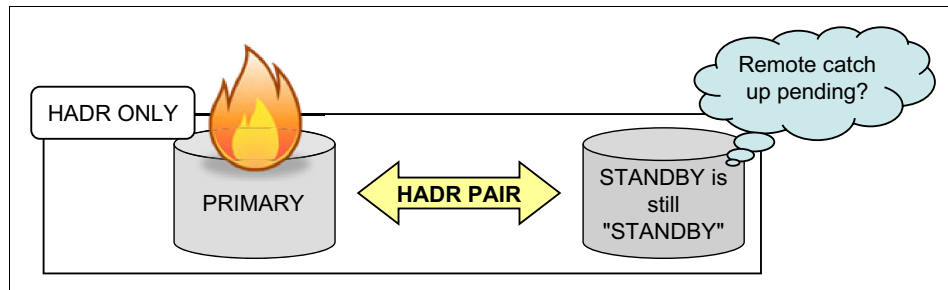 Remote catch
up pending?
HADR ONLY
PRIMARY
HADR PAIR
STANDBY is
still
"STANDBY"